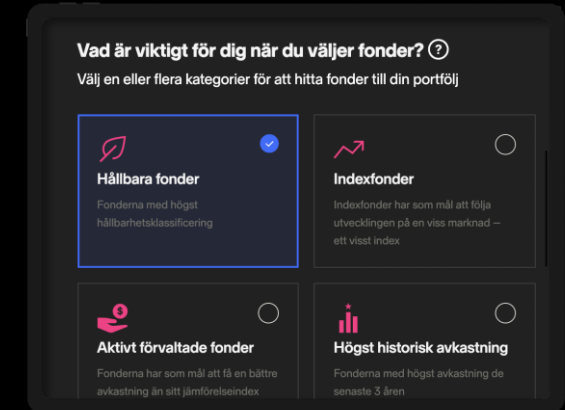 Vad är viktigt för dig när du väljer fonder? ?
Välj en eller flera kategorier för att hitta fonder till din portfölj
Hållbara fonder
Fonderna med högst
hållbarhetsklassificering
Indexfonder
Indexfonder har som mål att följa
utvecklingen på en viss marknad –
ett visst index
Aktivt förvaltade fonder
Fonderna har som mål att få en bättre
avkastning än sitt jämförelseindex
Högst historisk avkastning
Fonderna med högst avkastning de
senaste 3 åren